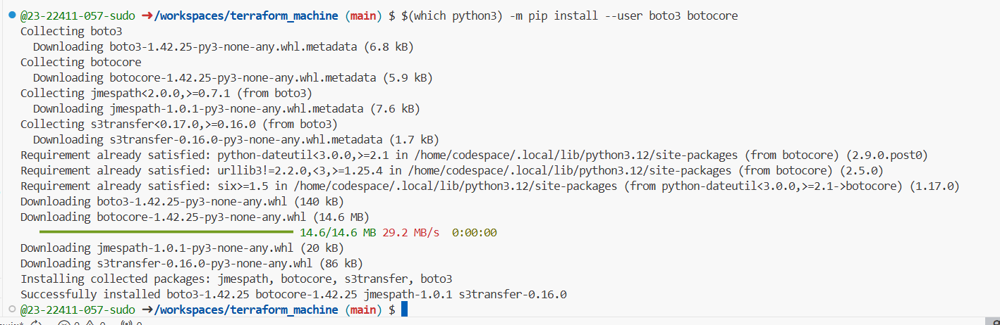 @23-22411-057-sudo ➜/workspaces/terraform_machine (main) $ $(which python3) -m pip install --user boto3 botocore
Collecting boto3
Downloading boto3-1.42.25-py3-none-any.whl.metadata (6.8 kB)
Collecting botocore
Downloading botocore-1.42.25-py3-none-any.whl.metadata (5.9 kB)
Collecting jmespath<2.0.0,>=0.7.1 (from boto3)
Downloading jmespath-1.0.1-py3-none-any.whl.metadata (7.6 kB)
Collecting s3transfer<0.17.0,>=0.16.0 (from boto3)
Downloading s3transfer-0.16.0-py3-none-any.whl.metadata (1.7 kB)
Requirement already satisfied: python-dateutil<3.0.0,>=2.1 in /home/codespace/.local/lib/python3.12/site-packages (from botocore) (2.9.0.post0)
Requirement already satisfied: urllib3!=2.2.0,<3,>=1.25.4 in /home/codespace/.local/lib/python3.12/site-packages (from botocore) (2.5.0)
Requirement already satisfied: six>=1.5 in /home/codespace/.local/lib/python3.12/site-packages (from python-dateutil<3.0.0,>=2.1->botocore) (1.17.0)
Downloading boto3-1.42.25-py3-none-any.whl (140 kB)
Downloading botocore-1.42.25-py3-none-any.whl (14.6 MB)
14.6/14.6 MB 29.2 MB/s 0:00:00
Downloading jmespath-1.0.1-py3-none-any.whl (20 kB)
Downloading s3transfer-0.16.0-py3-none-any.whl (86 kB)
Installing collected packages: jmespath, botocore, s3transfer, boto3
Successfully installed boto3-1.42.25 botocore-1.42.25 jmespath-1.0.1 s3transfer-0.16.0
@23-22411-057-sudo ➜/workspaces/terraform_machine (main) $